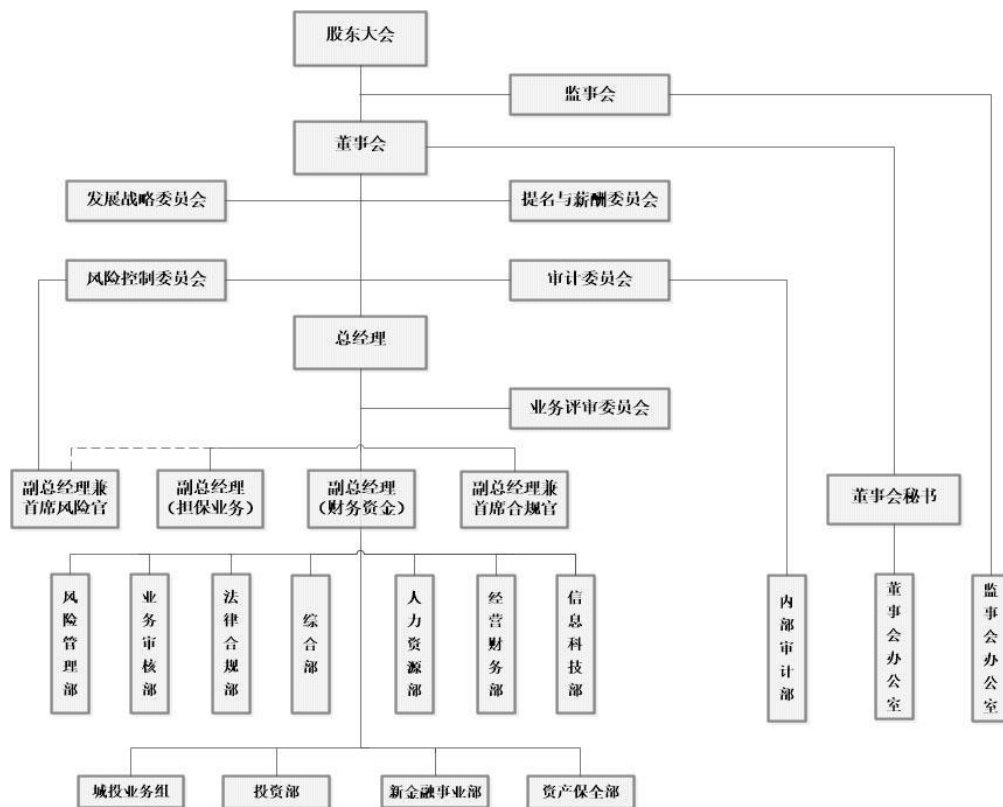 股东大会
监事会
董事会
发展战略委员会
提名与薪酬委员会
风险控制委员会
审计委员会
总经理
业务评审委员会
副总经理兼
首席风险官
副总经理
（担保业务）
副总经理
（财务资金）
副总经理兼
首席合规官
董事会秘书
风险管理部
业务审核部
法律合规部
综合部
人力资源部
经营财务部
信息科技部
内部审计部
董事会办公室
监事会办公室
城投业务组
投资部
新金融事业部
资产保全部